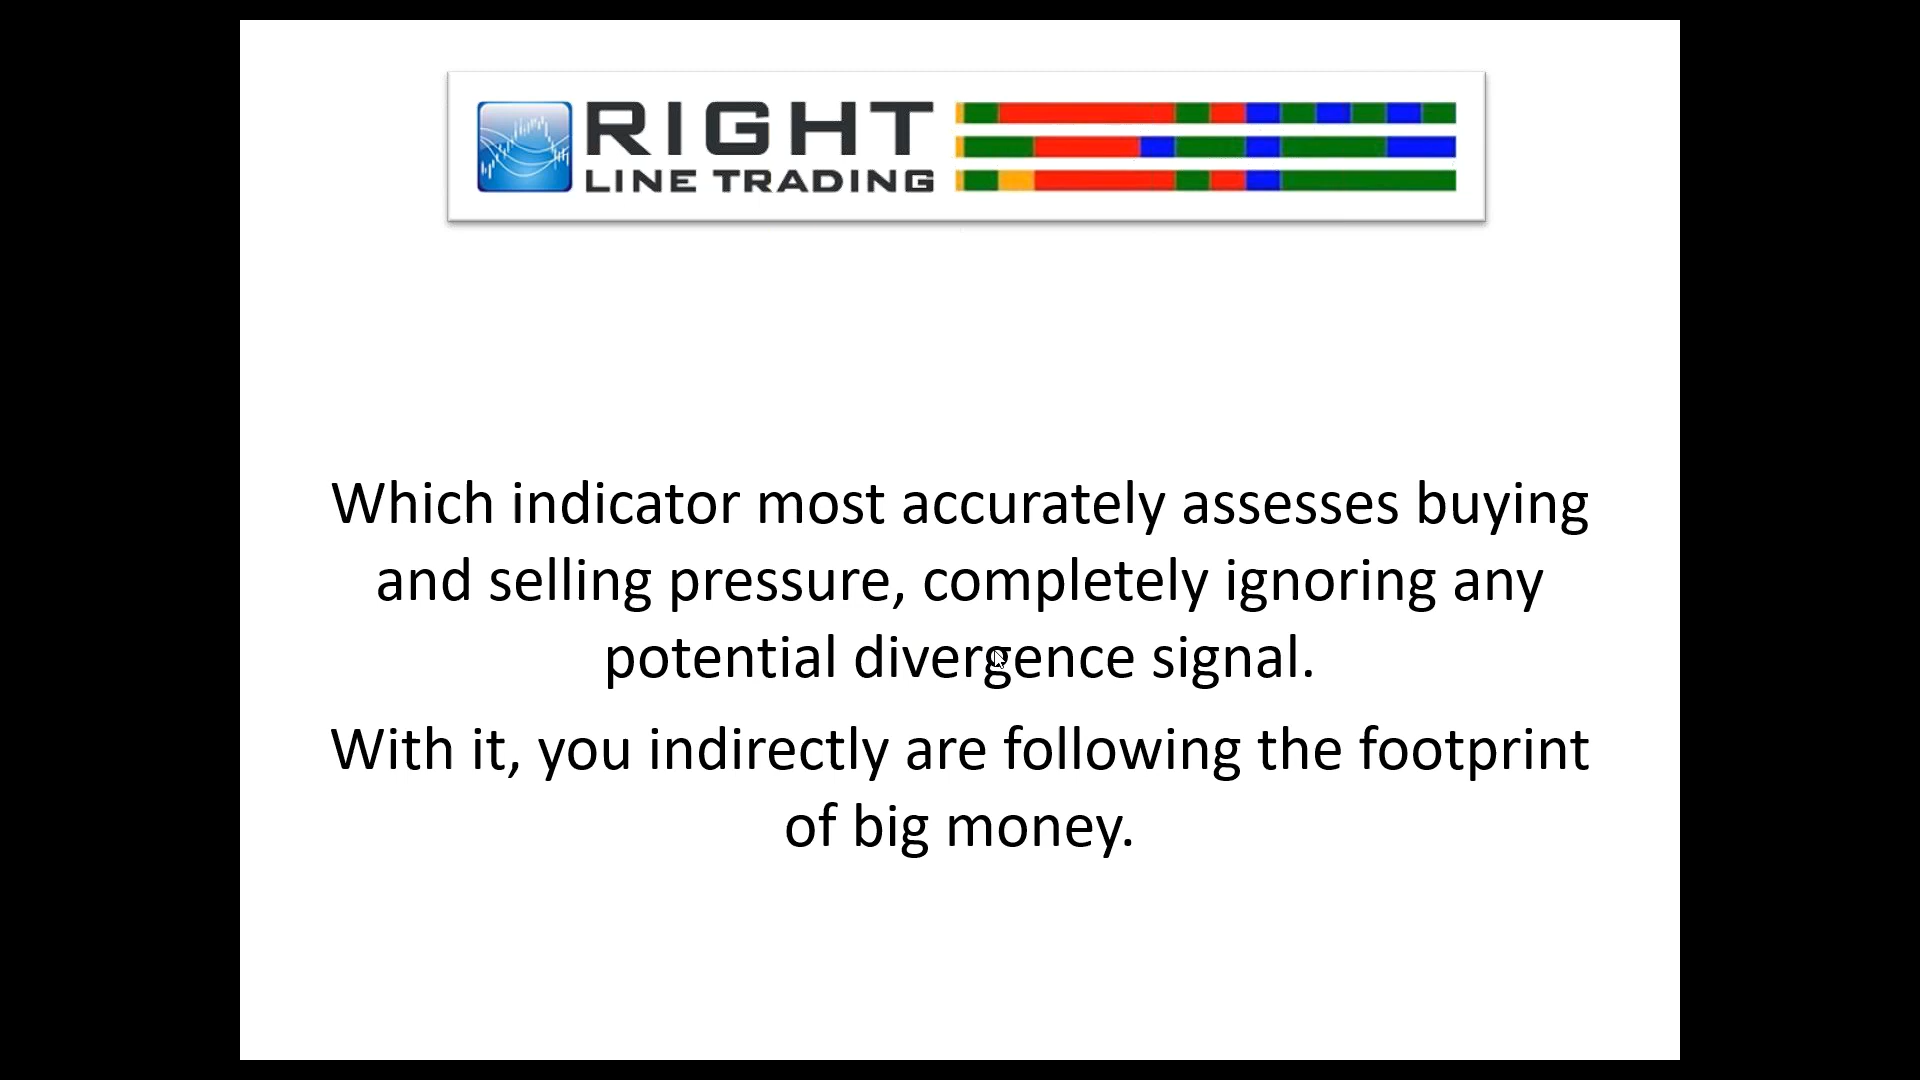 RIGHT
LINE TRADING
Which indicator most accurately assesses buying
and selling pressure, completely ignoring any
potential divergence signal.
With it, you indirectly are following the footprint
of big money.